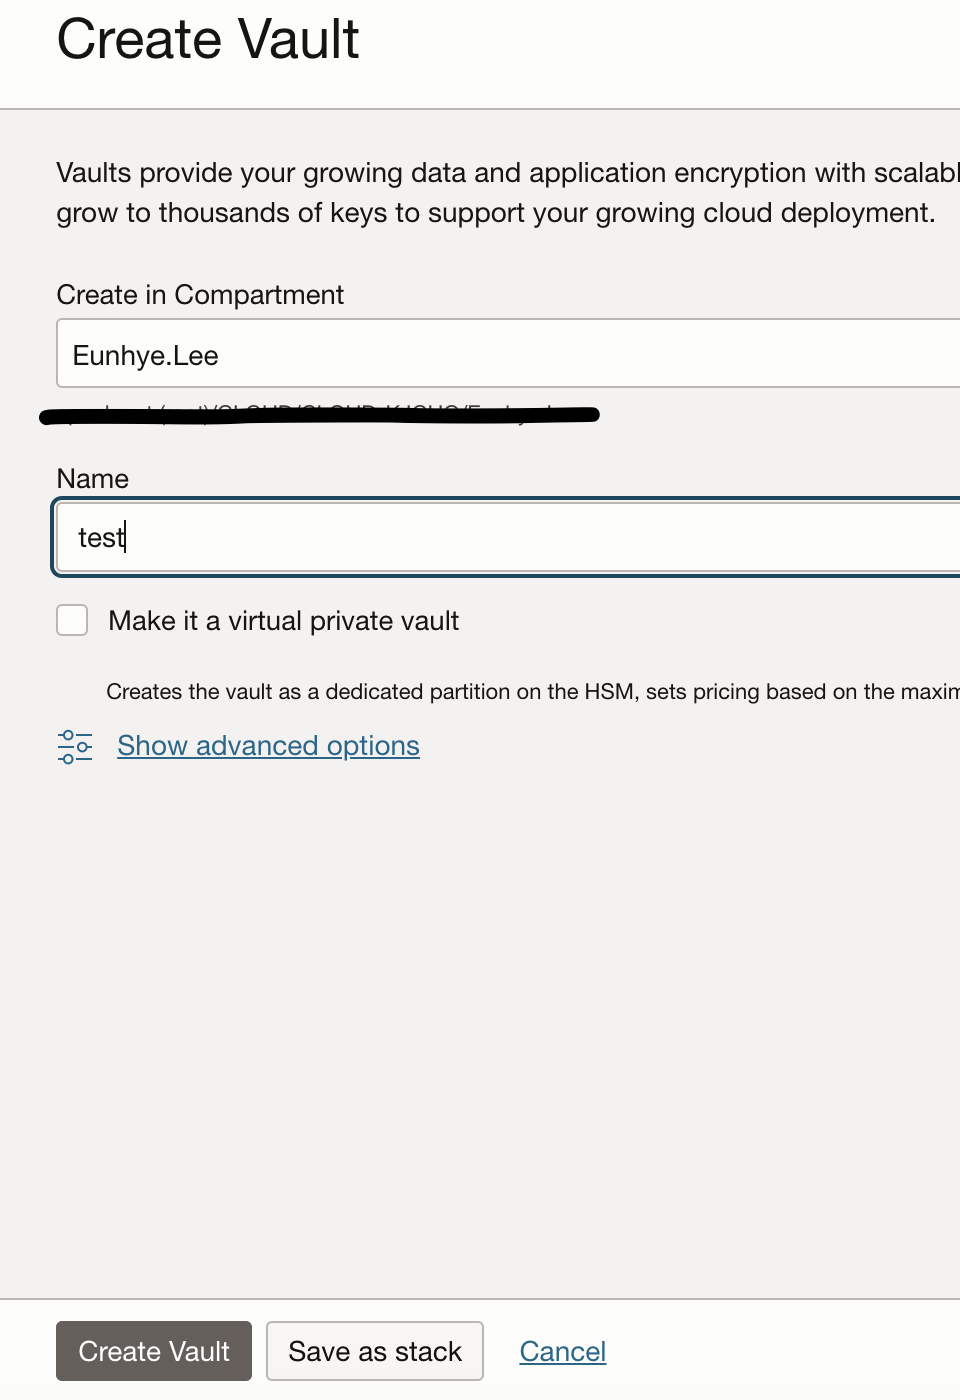 Create Vault
Vaults provide your growing data and application encryption with scalabl
grow to thousands of keys to support your growing cloud deployment.
Create in Compartment
Eunhye.Lee
Name
test
Make it a virtual private vault
Creates the vault as a dedicated partition on the HSM, sets pricing based on the maxim
Show advanced options
Create Vault
Save as stack
Cancel